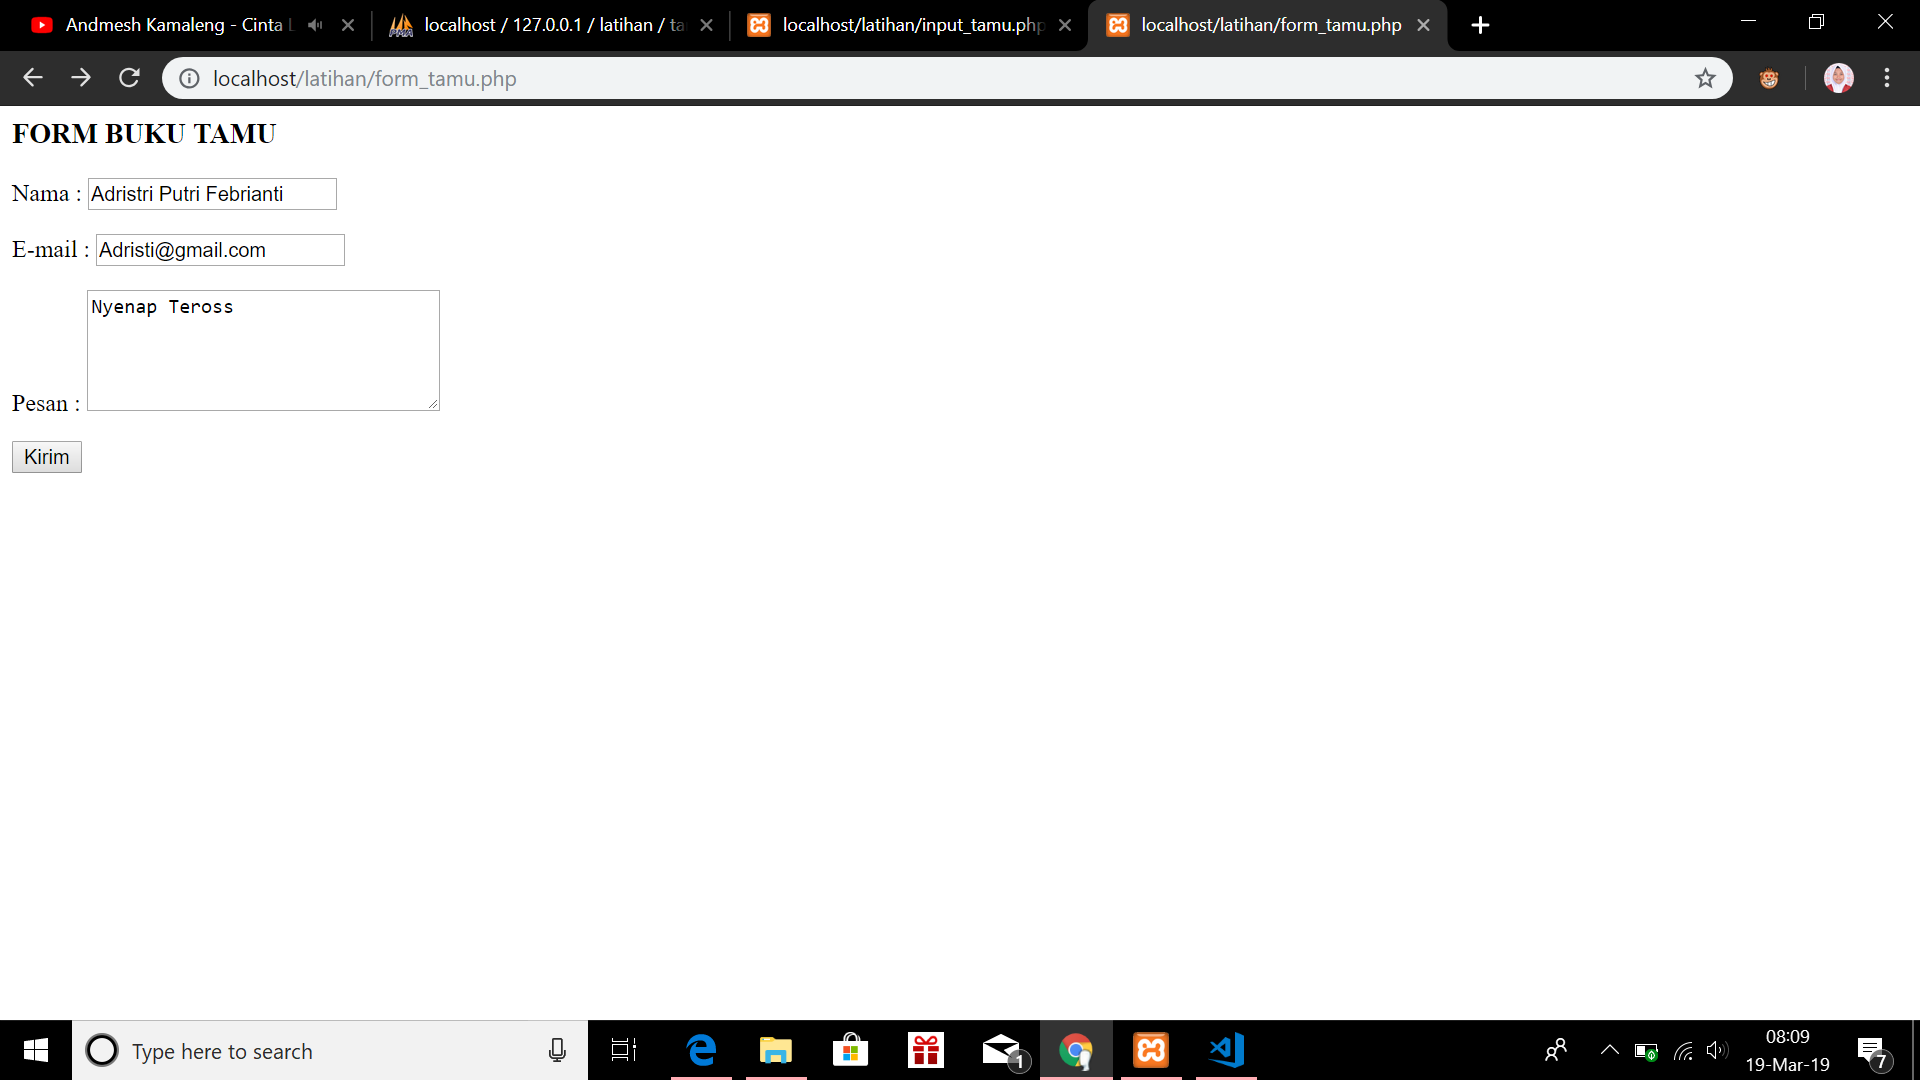 Andmesh Kamaleng - Cinta L
localhost / 127.0.0.1 / latihan / ta
localhost/latihan/input_tamu.php
localhost/latihan/form_tamu.php
localhost/latihan/form_tamu.php
FORM BUKU TAMU
Nama : Adristri Putri Febrianti
E-mail : Adristi@gmail.com
Nyenap Teross
Pesan :
Kirim
Type here to search
1
08:09
19-Mar-19
7